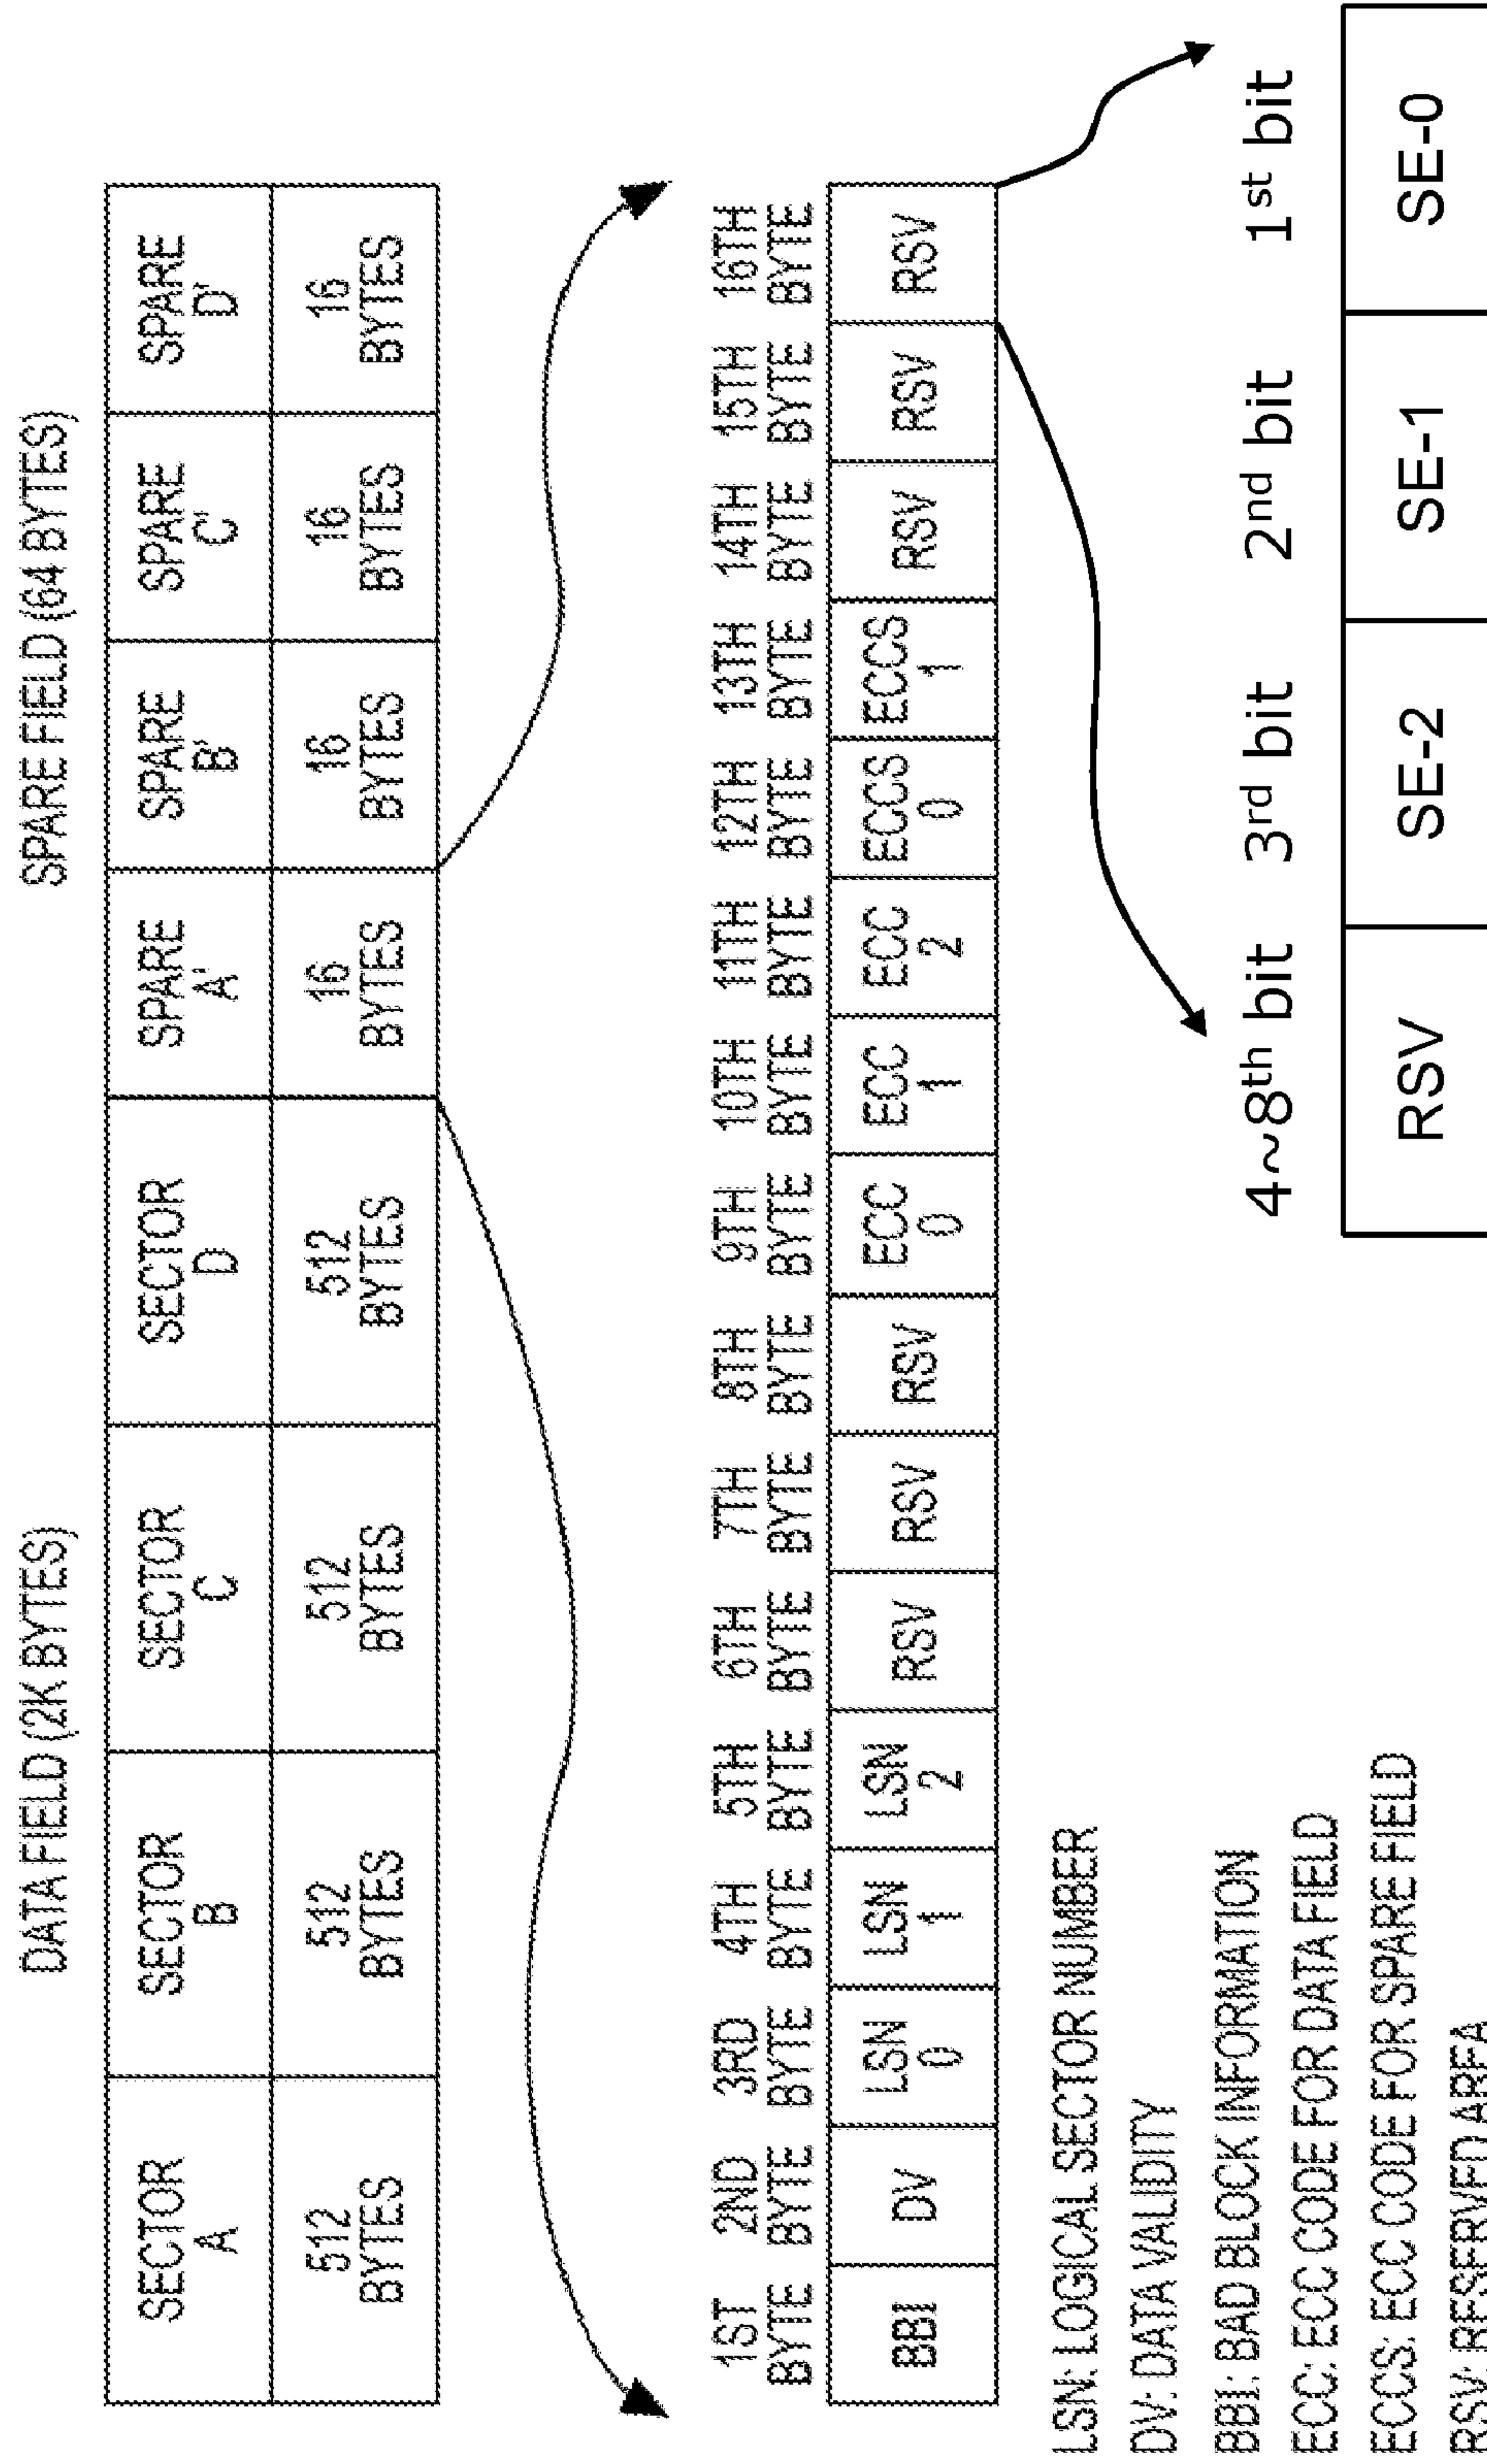 DATA FIELD (2K BYTES)
SPARE FIELD (64 BYTES)
SECTOR A
SECTOR B
SECTOR C
SECTOR D
SPARE A'
SPARE B'
SPARE C'
SPARE D'
512 BYTES
512 BYTES
512 BYTES
512 BYTES
16 BYTES
16 BYTES
16 BYTES
16 BYTES
1ST BYTE
2ND BYTE
3RD BYTE
4TH BYTE
5TH BYTE
6TH BYTE
7TH BYTE
8TH BYTE
9TH BYTE
10TH BYTE
11TH BYTE
12TH BYTE
13TH BYTE
14TH BYTE
15TH BYTE
16TH BYTE
BBI
DV
LSN 0
LSN 1
LSN 2
RSV
RSV
RSV
ECC 0
ECC 1
ECC 2
ECCS 0
ECCS 1
RSV
RSV
RSV
LSN: LOGICAL SECTOR NUMBER
DV: DATA VALIDITY
BBI: BAD BLOCK INFORMATION
ECC: ECC CODE FOR DATA FIELD
ECCS: ECC CODE FOR SPARE FIELD
RSV: RESERVED AREA
4~8th bit
3rd bit
2nd bit
1st bit
RSV
SE-2
SE-1
SE-0